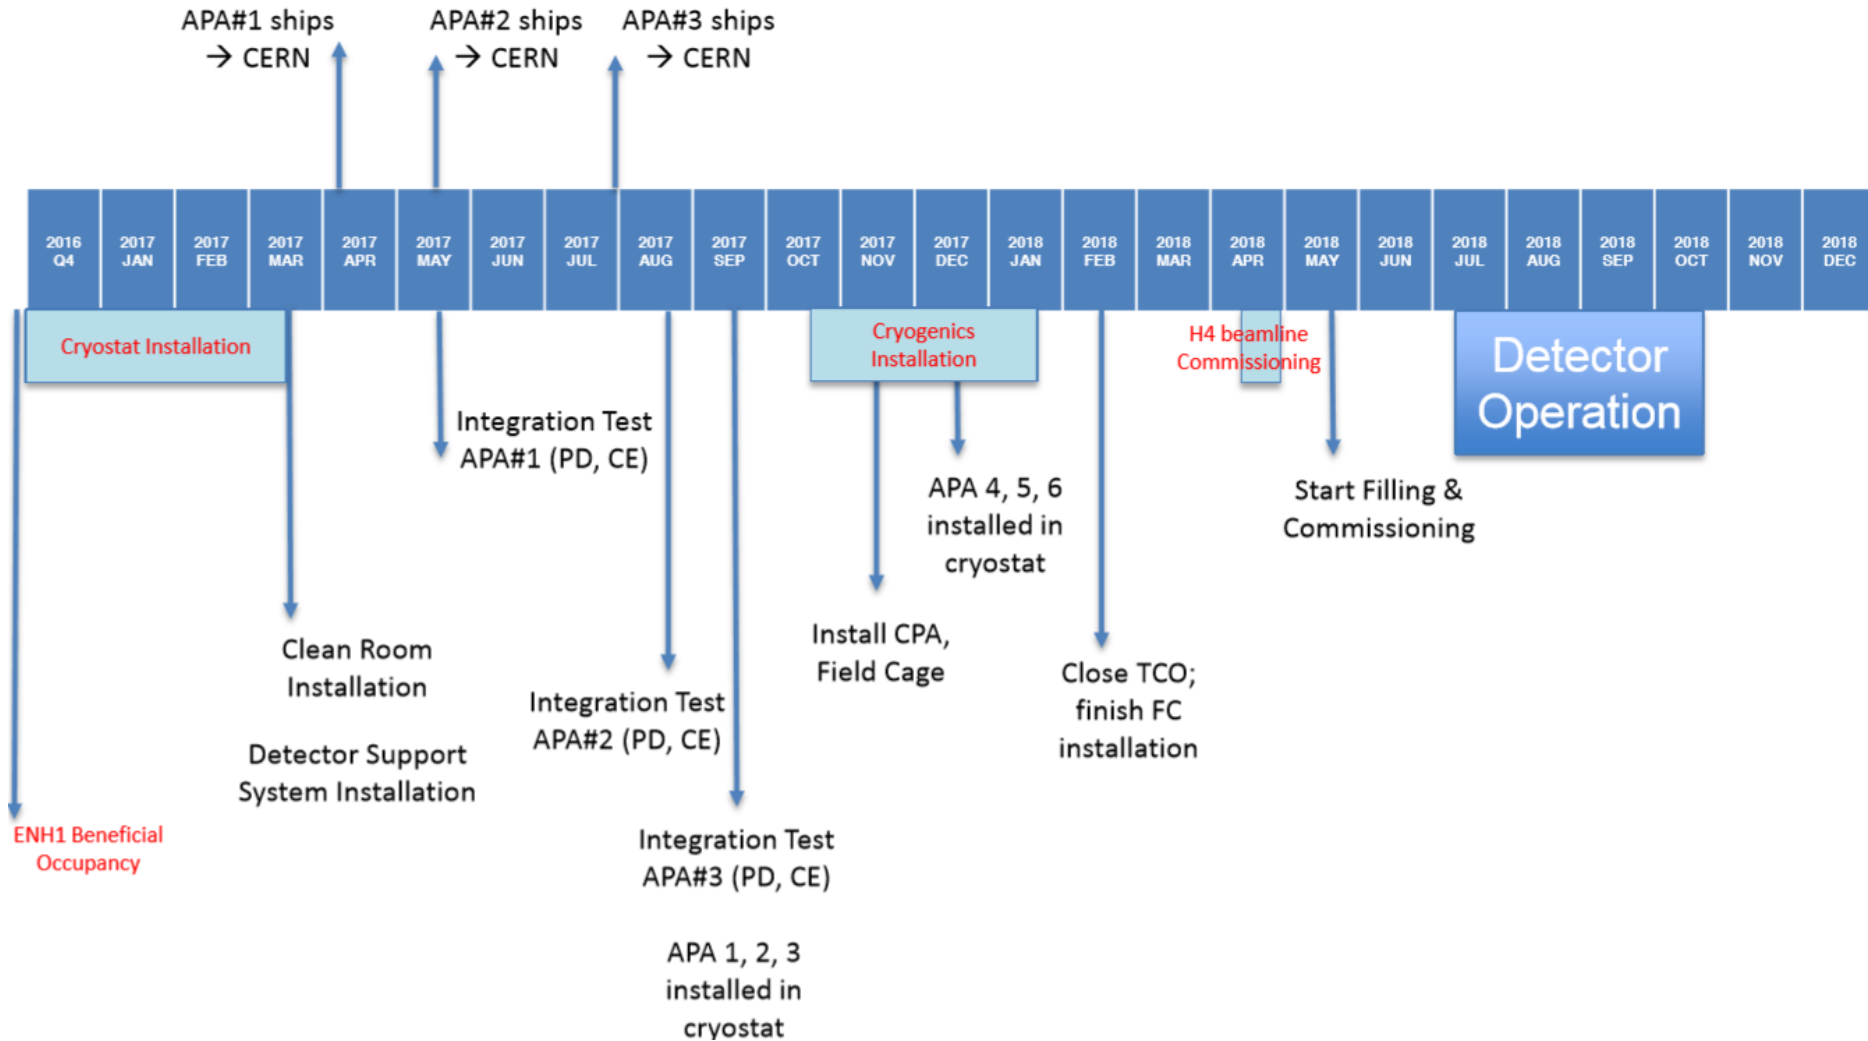 APA#1 ships
→ CERN
APA#2 ships
→ CERN
APA#3 ships
→ CERN
2016
Q4
2017
JAN
2017
FEB
2017
MAR
2017
APR
2017
MAY
2017
JUN
2017
JUL
2017
AUG
2017
SEP
2017
OCT
2017
NOV
2017
DEC
2018
JAN
2018
FEB
2018
MAR
2018
APR
2018
MAY
2018
JUN
2018
JUL
2018
AUG
2018
SEP
2018
OCT
2018
NOV
2018
DEC
Cryostat Installation
Cryogenics
Installation
H4 beamline
Commissioning
Detector
Operation
Integration Test
APA#1 (PD, CE)
APA 4, 5, 6
installed in
cryostat
Start Filling &
Commissioning
Clean Room
Installation
Detector Support
System Installation
Install CPA,
Field Cage
Close TCO;
finish FC
installation
Integration Test
APA#2 (PD, CE)
ENH1 Beneficial
Occupancy
Integration Test
APA#3 (PD, CE)
APA 1, 2, 3
installed in
cryostat